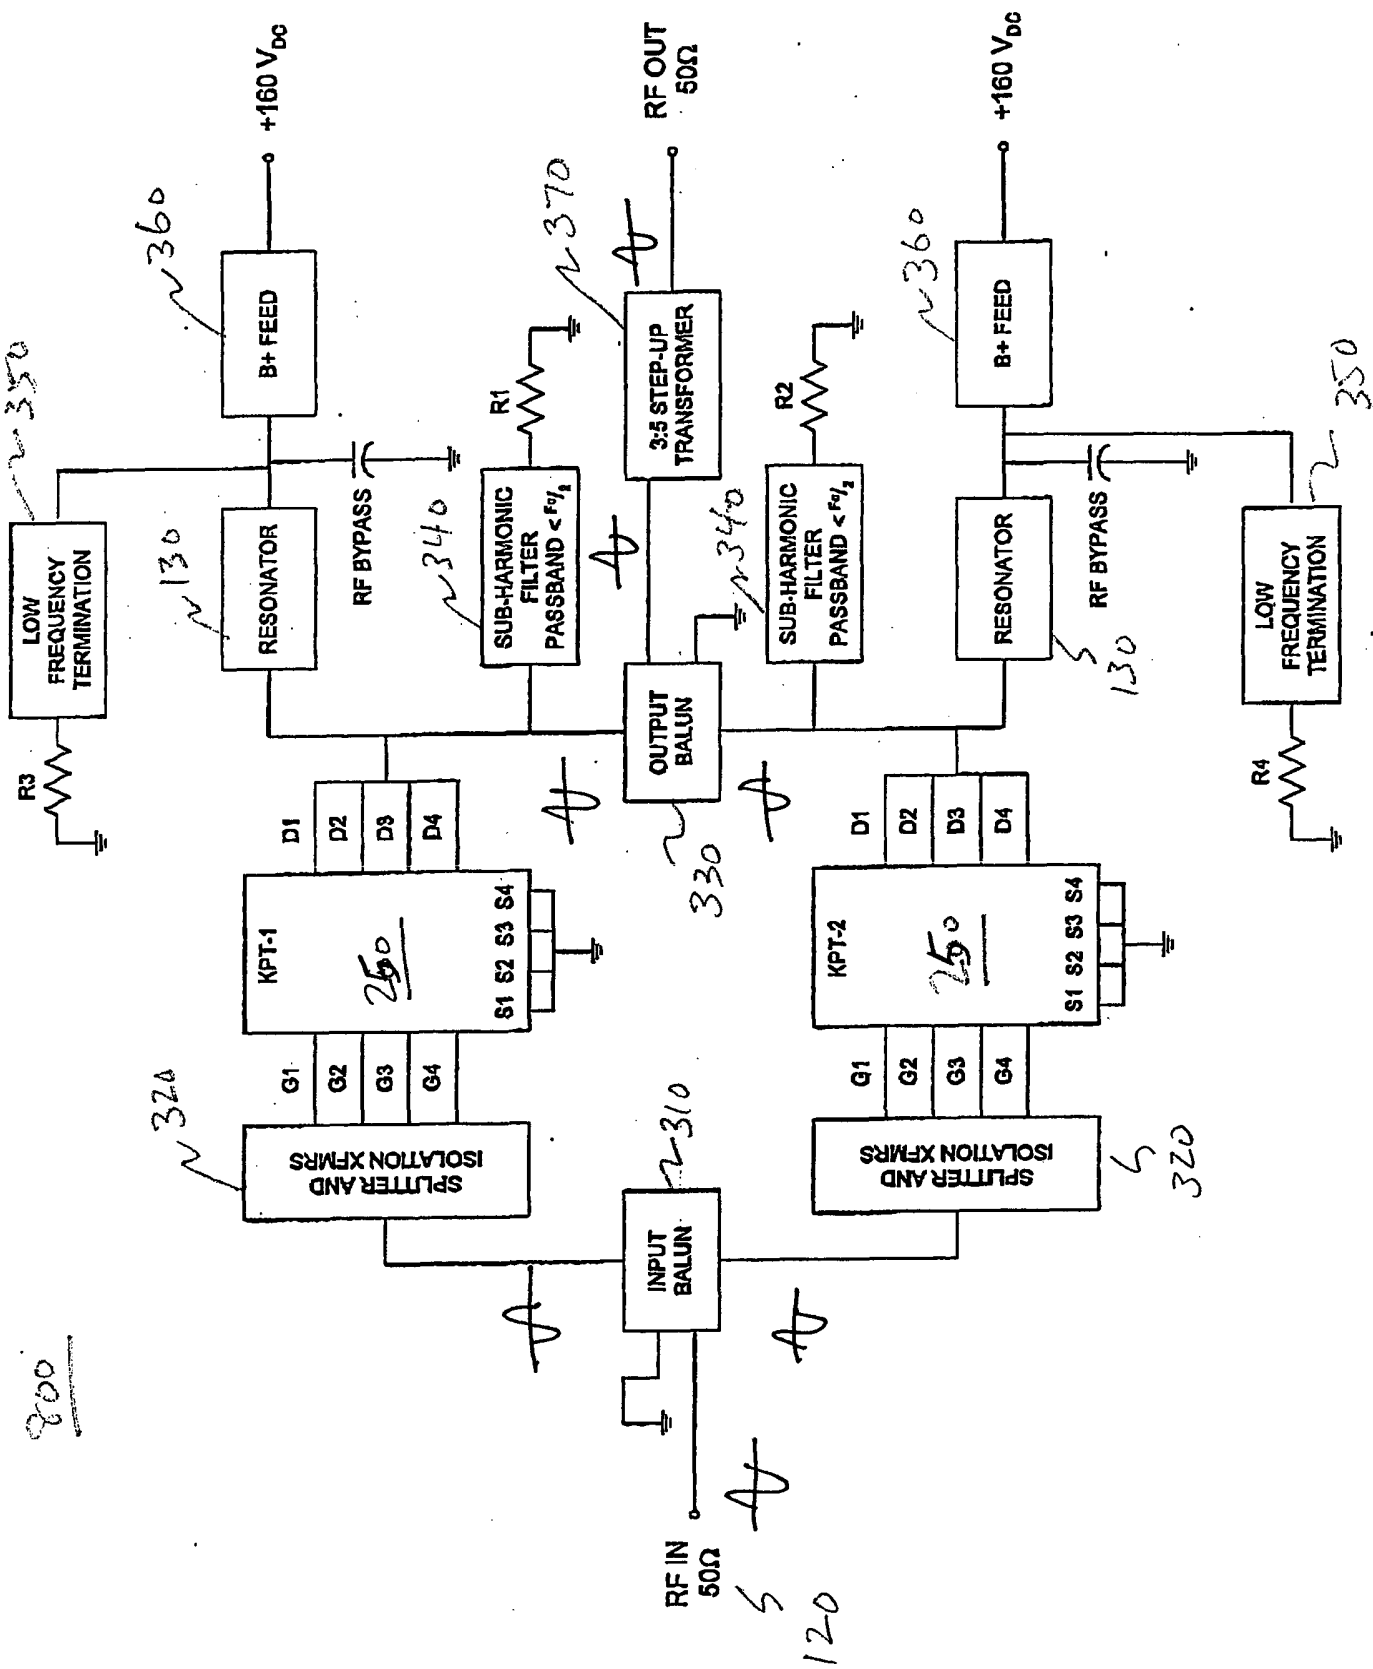 800
LOW
FREQUENCY
TERMINATION
350
R3
RESONATOR
130
B+ FEED
360
+160 VDC
RF BYPASS
SUB-HARMONIC
FILTER
PASSBAND < Fo/2
340
R1
320
SPLITTER AND
ISOLATION XFMRS
G1
G2
G3
G4
KPT-1
250
S1 S2 S3 S4
D1
D2
D3
D4
RF IN
50Ω
120
INPUT
BALUN
310
OUTPUT
BALUN
330
3:5 STEP-UP
TRANSFORMER
370
RF OUT
50Ω
SUB-HARMONIC
FILTER
PASSBAND < Fo/2
340
R2
SPLITTER AND
ISOLATION XFMRS
320
G1
G2
G3
G4
KPT-2
250
S1 S2 S3 S4
D1
D2
D3
D4
RESONATOR
130
B+ FEED
360
+160 VDC
RF BYPASS
LOW
FREQUENCY
TERMINATION
350
R4